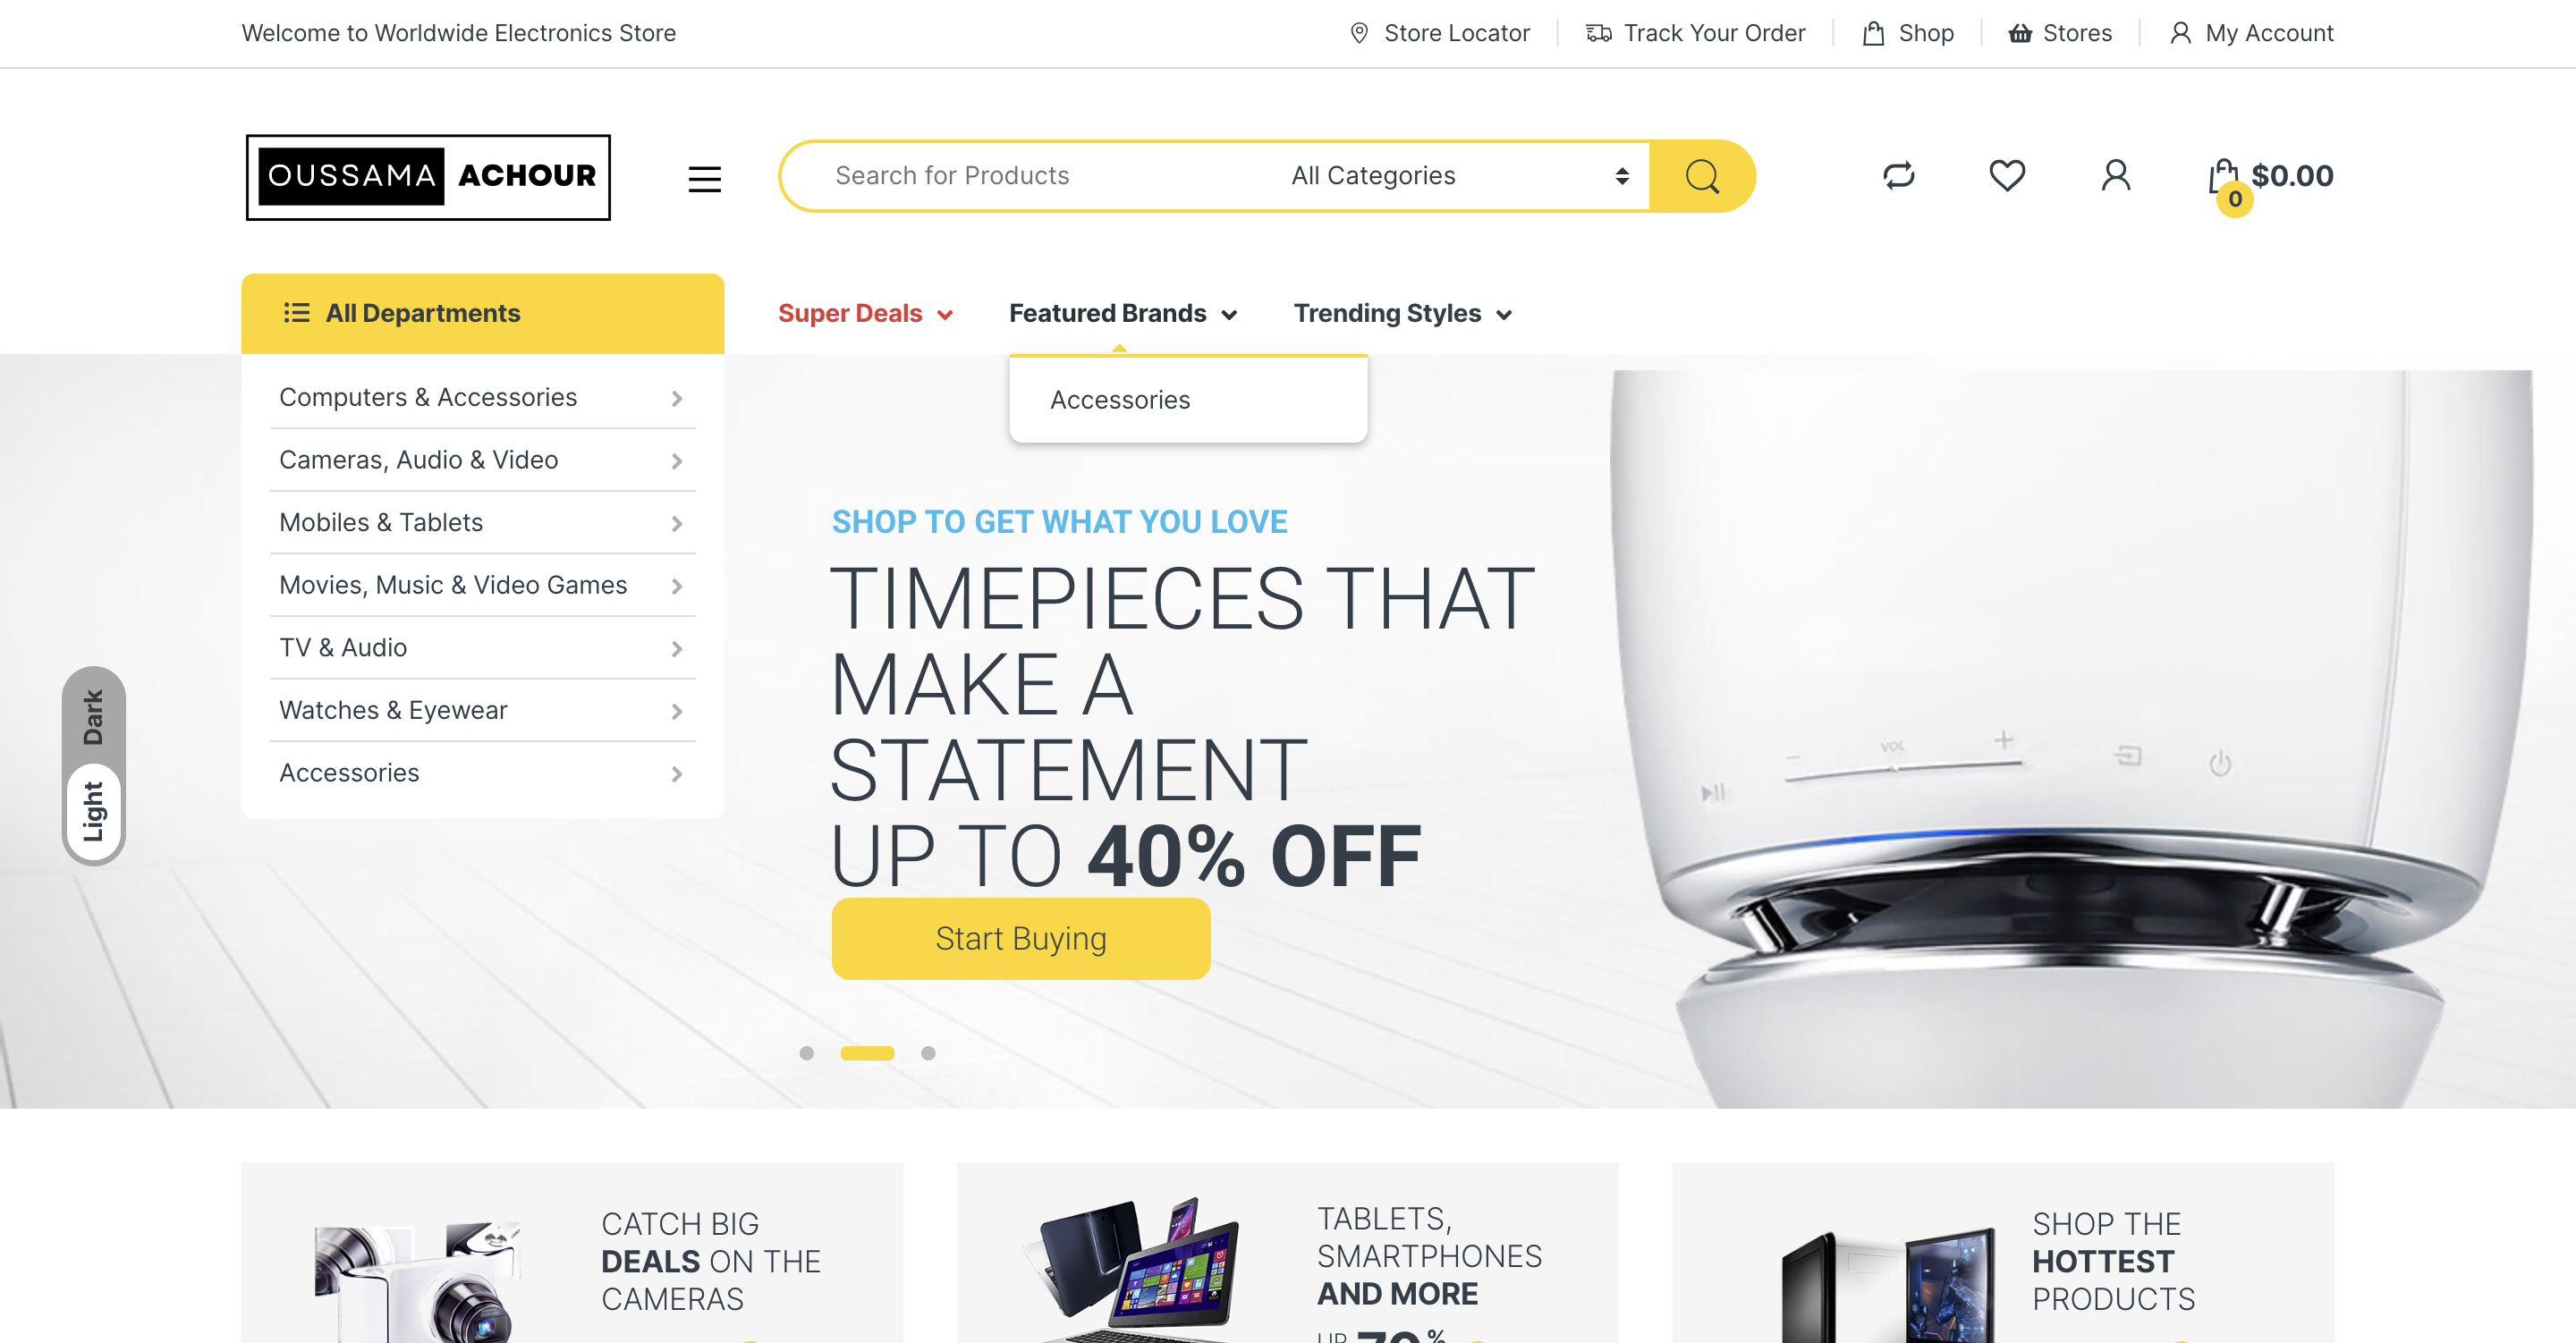 Welcome to Worldwide Electronics Store
Store Locator
Track Your Order
Shop
Stores
My Account
OUSSAMA ACHOUR
Search for Products
All Categories
0
$0.00
All Departments
Super Deals
Featured Brands
Trending Styles
Computers & Accessories
Cameras, Audio & Video
Mobiles & Tablets
Movies, Music & Video Games
TV & Audio
Watches & Eyewear
Accessories
Accessories
Dark
Light
SHOP TO GET WHAT YOU LOVE
TIMEPIECES THAT
MAKE A
STATEMENT
UP TO 40% OFF
Start Buying
VOL
CATCH BIG
DEALS ON THE
CAMERAS
TABLETS,
SMARTPHONES
AND MORE
UP 70%
SHOP THE
HOTTEST
PRODUCTS